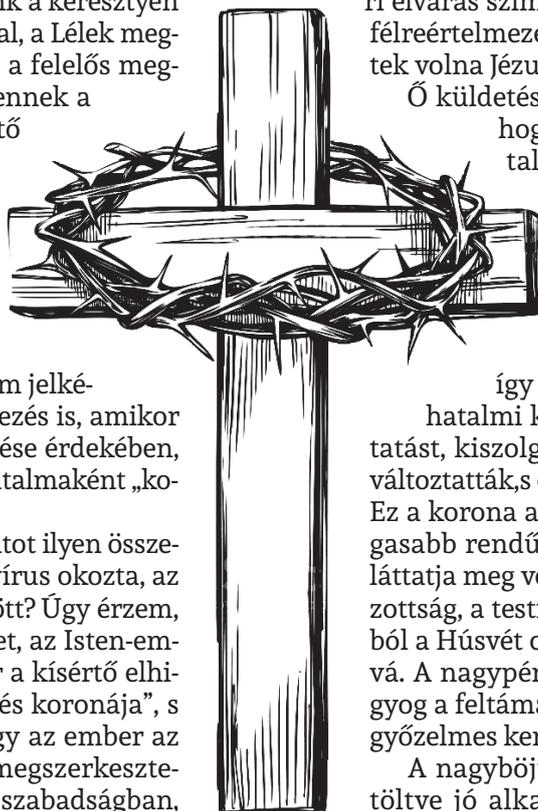 a keresztyén
al, a Lélek meg-
a felelős meg-
ennek a
tő
m jelké-
ezés is, amikor
ése érdekében,
talmaként „ko-
tot ilyen össze-
vírus okozta, az
ött? Úgy érzem,
et, az Isten-em-
r a kísértő elhi-
és koronája”, s
gy az ember az
megszerkeszte-
szabadságban,
ri elvárás szim
félreértelmeze
tek volna Jézu
Ő küldetés
hog
tal
így
hatalmi k
tatást, kiszolg
változtatták,s
Ez a korona a
gasabb rendű
láttatja meg v
zottság, a test
ból a Húsvét
vá. A nagypén
gyog a feltáma
győzelmes ker
A nagyböj
töltve jó alka